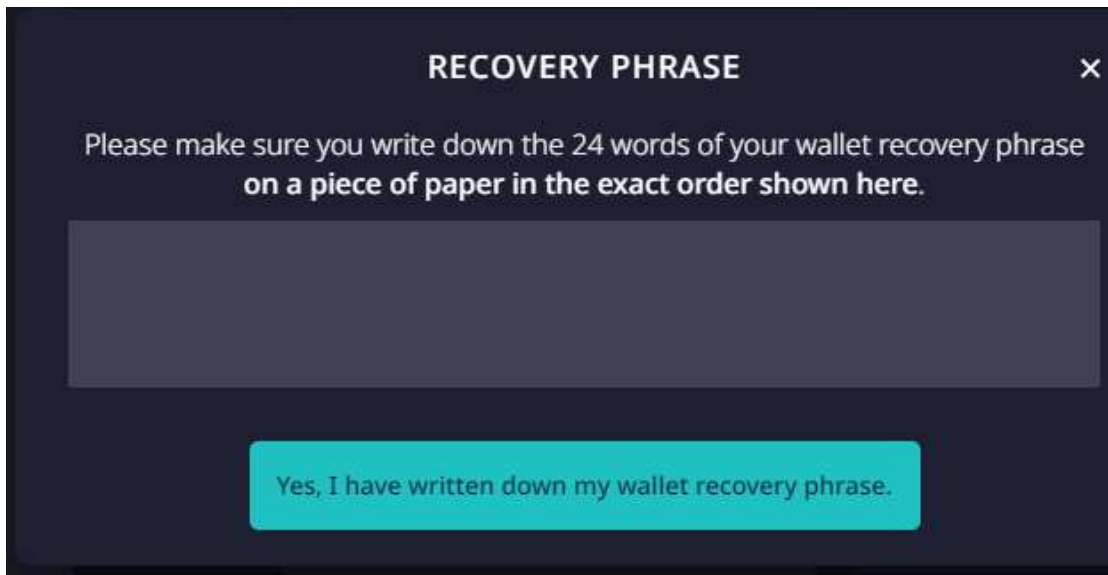 RECOVERY PHRASE
Please make sure you write down the 24 words of your wallet recovery phrase
on a piece of paper in the exact order shown here.
Yes, I have written down my wallet recovery phrase.